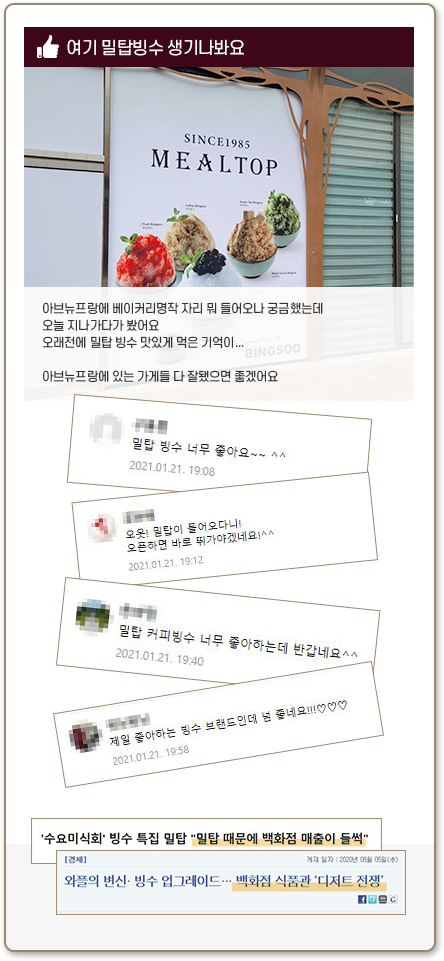 여기 밀탑빙수 생기나봐요
SINCE1985
MEALTOP
Coffee Bingsoo
Green Tea Bingsoo
Fruit Bingsoo
아브뉴프랑에 베이커리명작 자리 뭐 들어오나 궁금했는데
오늘 지나가다가 봤어요
오래전에 밀탑 빙수 맛있게 먹은 기억이...
BINGSOO
아브뉴프랑에 있는 가게들 다 잘됐으면 좋겠어요
밀탑 빙수 너무 좋아요~~ ^^
2021.01.21. 19:08
오옷! 밀탑이 들어오다니!
오픈하면 바로 뛰가야겠네요!^^
2021.01.21. 19:12
밀탑 커피빙수 너무 좋아하는데 반갑네요^^
2021.01.21. 19:40
제일 좋아하는 빙수 브랜드인데 넘 좋네요!!!♡♡♡
2021.01.21. 19:58
'수요미식회' 빙수 특집 밀탑 "밀탑 때문에 백화점 매출이 들썩"
[경제]
게재 일자 : 2020년 08월 05일(水)
와플의 변신· 빙수 업그레이드… 백화점 식품관 '디저트 전쟁'